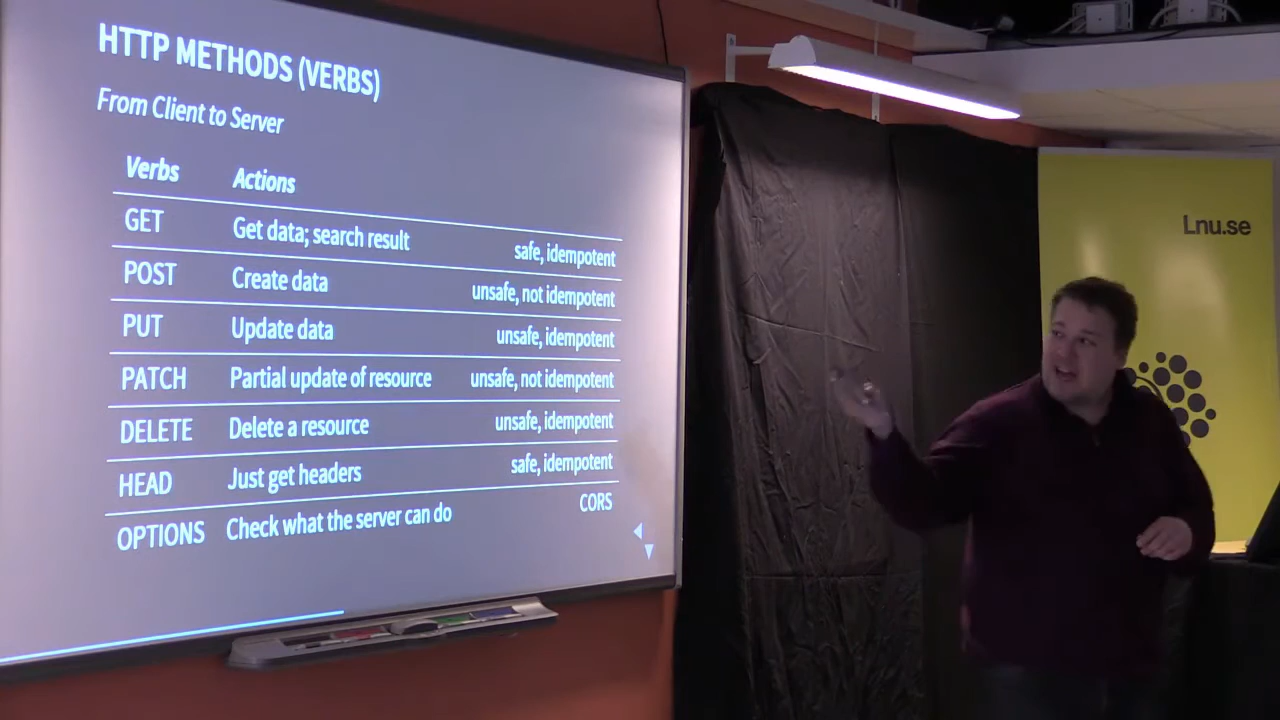 HTTP METHODS (VERBS)
From Client to Server
Verbs Actions
GET Get data; search result safe, idempotent
POST Create data unsafe, not idempotent
PUT Update data unsafe, idempotent
PATCH Partial update of resource unsafe, not idempotent
DELETE Delete a resource unsafe, idempotent
HEAD Just get headers safe, idempotent
OPTIONS Check what the server can do CORS
Lnu.se